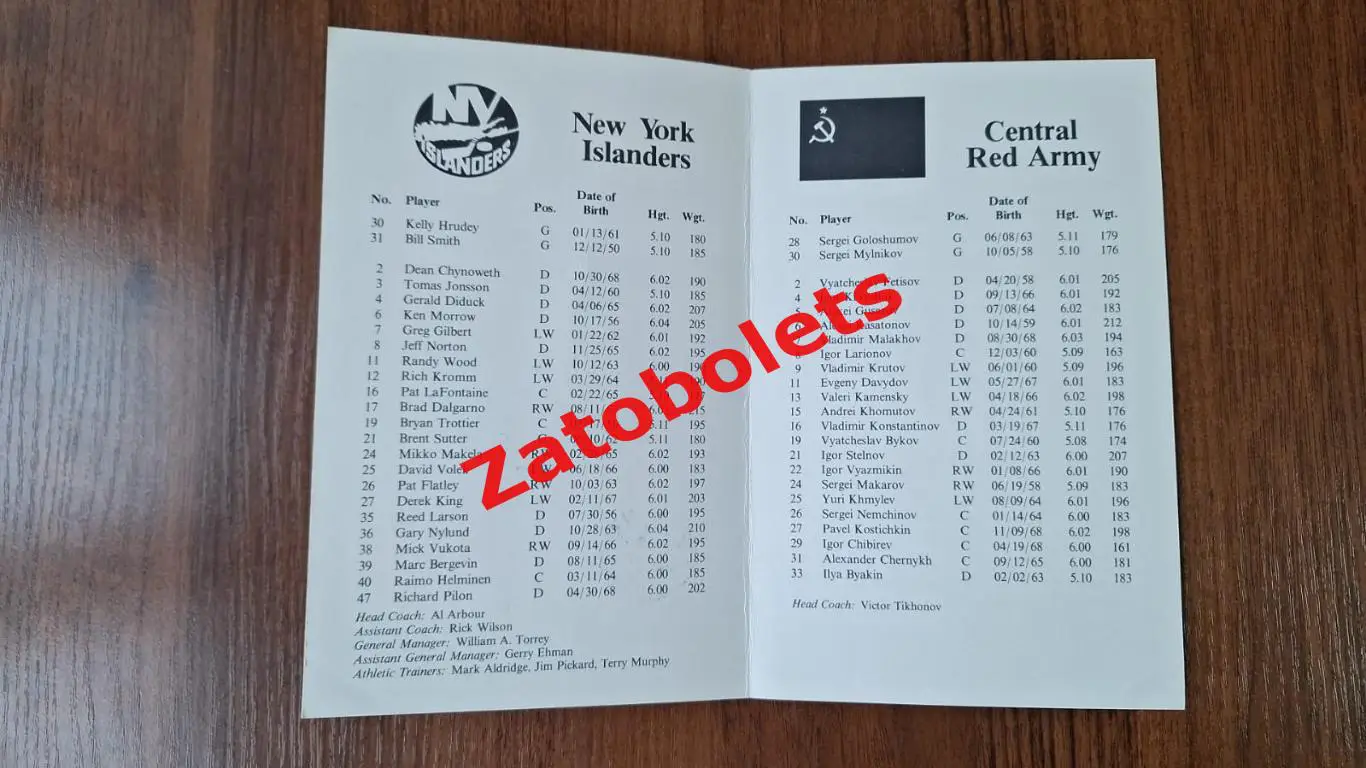 NY
ISLANDERS
New York
Islanders
No. Player Pos. Date of Birth Hgt. Wgt.
30 Kelly Hrudey G 01/13/61 5.10 180
31 Bill Smith G 12/12/50 5.10 185
2 Dean Chynoweth D 10/30/68 6.02 190
3 Tomas Jonsson D 04/12/60 5.10 185
4 Gerald Diduck D 04/06/65 6.02 207
6 Ken Morrow D 10/17/56 6.04 205
7 Greg Gilbert LW 01/22/62 6.01 192
8 Jeff Norton D 11/25/65 6.02 195
11 Randy Wood LW 10/12/63 6.00
12 Rich Kromm LW 03/29/64
16 Pat LaFontaine C 02/22/65
17 Brad Dalgarno RW 08/11 215
19 Bryan Trottier C 5.11 195
21 Brent Sutter 5.11 180
24 Mikko Makela 6.02 193
25 David Volek 06/18/66 6.00 183
26 Pat Flatley RW 10/03/63 6.02 197
27 Derek King LW 02/11/67 6.01 203
35 Reed Larson D 07/30/56 6.00 195
36 Gary Nylund D 10/28/63 6.04 210
38 Mick Vukota RW 09/14/66 6.02 195
39 Marc Bergevin D 08/11/65 6.00 185
40 Raimo Helminen C 03/11/64 6.00 185
47 Richard Pilon D 04/30/68 6.00 202
Head Coach: Al Arbour
Assistant Coach: Rick Wilson
General Manager: William A. Torrey
Assistant General Manager: Gerry Ehman
Athletic Trainers: Mark Aldridge, Jim Pickard, Terry Murphy
Central
Red Army
No. Player Pos. Date of Birth Hgt. Wgt.
28 Sergei Goloshumov G 06/08/63 5.11 179
30 Sergei Mylnikov G 10/05/58 5.10 176
2 Vyatcheslav Fetisov D 04/20/58 6.01 205
4 D 09/13/66 6.01 192
5 D 07/08/64 6.02 183
6 Kasatonov D 10/14/59 6.01 212
Vladimir Malakhov D 08/30/68 6.03 194
8 Igor Larionov C 12/03/60 5.09 163
9 Vladimir Krutov LW 06/01/60 5.09 196
11 Evgeny Davydov LW 05/27/67 6.01 183
13 Valeri Kamensky LW 04/18/66 6.02 198
15 Andrei Khomutov RW 04/24/61 5.10 176
16 Vladimir Konstantinov D 03/19/67 5.11 176
19 Vyatcheslav Bykov C 07/24/60 5.08 174
21 Igor Stelnov D 02/12/63 6.00 207
22 Igor Vyazmikin RW 01/08/66 6.01 190
24 Sergei Makarov RW 06/19/58 5.09 183
25 Yuri Khmylev LW 08/09/64 6.01 196
26 Sergei Nemchinov C 01/14/64 6.00 183
27 Pavel Kostichkin C 11/09/68 6.02 198
29 Igor Chibirev C 04/19/68 6.00 161
31 Alexander Chernykh C 09/12/65 6.00 181
33 Ilya Byakin D 02/02/63 5.10 183
Head Coach: Victor Tikhonov
Zatobolets